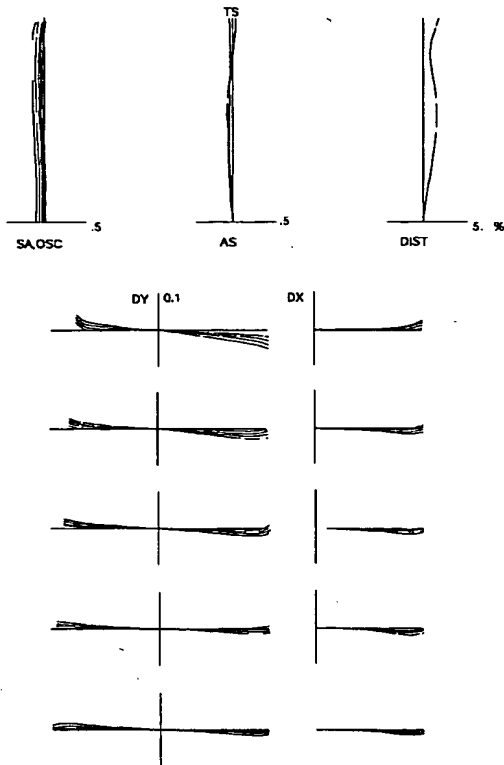 TS
.5
.5
5. %
SA,OSC
AS
DIST
DY 0.1
DX